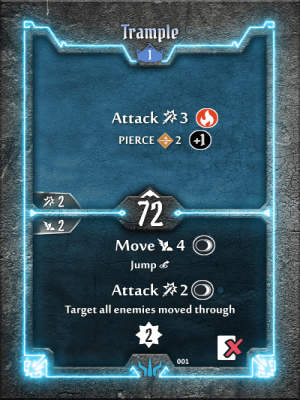 Trample
1
Attack 3
PIERCE 2 +1
2
72
2
Move 4
Jump
Attack 2
Target all enemies moved through
2
001